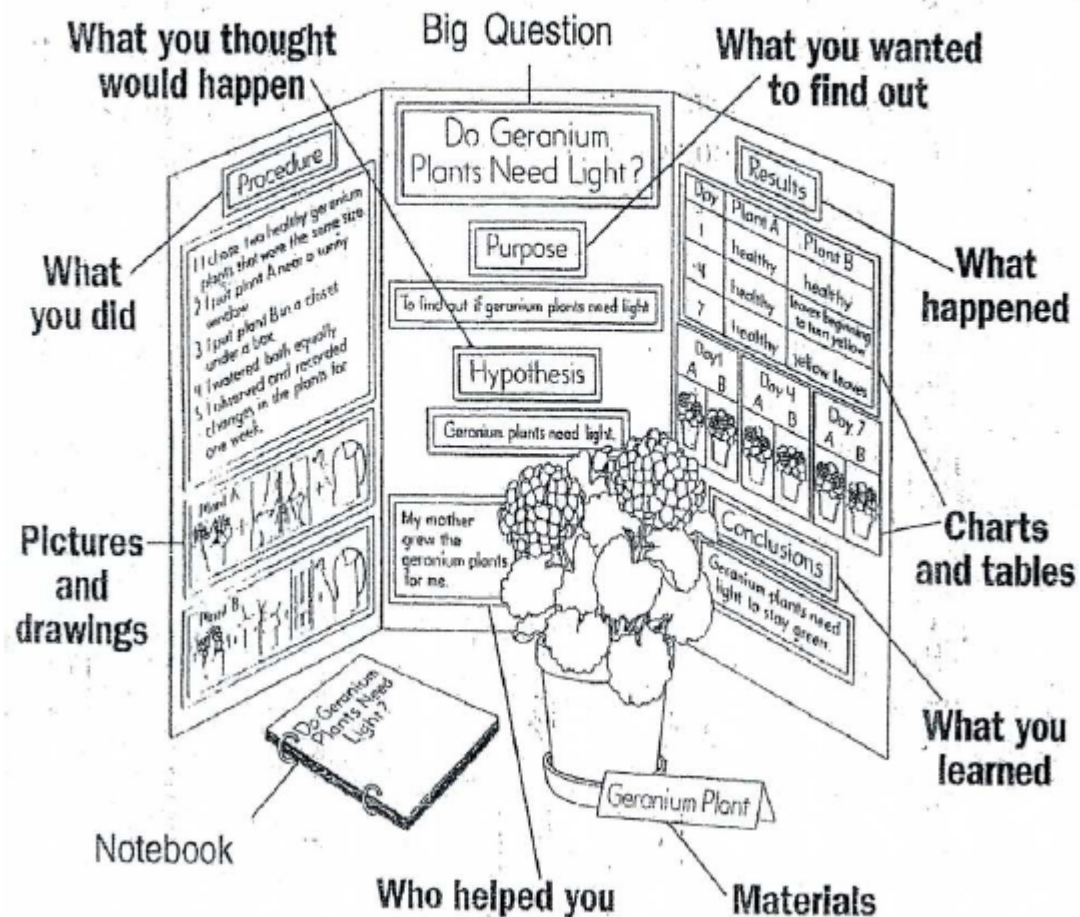 What you thought
would happen
Big Question
What you wanted
to find out
Procedure
1 I chose two healthy geranium
plants that were the same size
2 I put plant A near a sunny
window
3 I put plant B in a closet
under a box.
4 I watered both equally
5 I observed and recorded
changes in the plants for
one week.
Plant A
Plant B
What
you did
Pictures
and
drawings
Do Geranium
Plants Need Light?
Purpose
To find out if geranium plants need light
Hypothesis
Geranium plants need light.
My mother
grew the
geranium plants
for me.
Results
Day Plant A Plant B
1 healthy healthy
4 healthy leaves beginning
to turn yellow
7 healthy yellow leaves
Day 1 Day 4 Day 7
A B A B A B
Conclusions
Geranium plants need
light to stay green.
What
happened
Charts
and tables
What you
learned
Do Geranium
Plants Need
Light?
Geranium Plant
Notebook
Who helped you
Materials